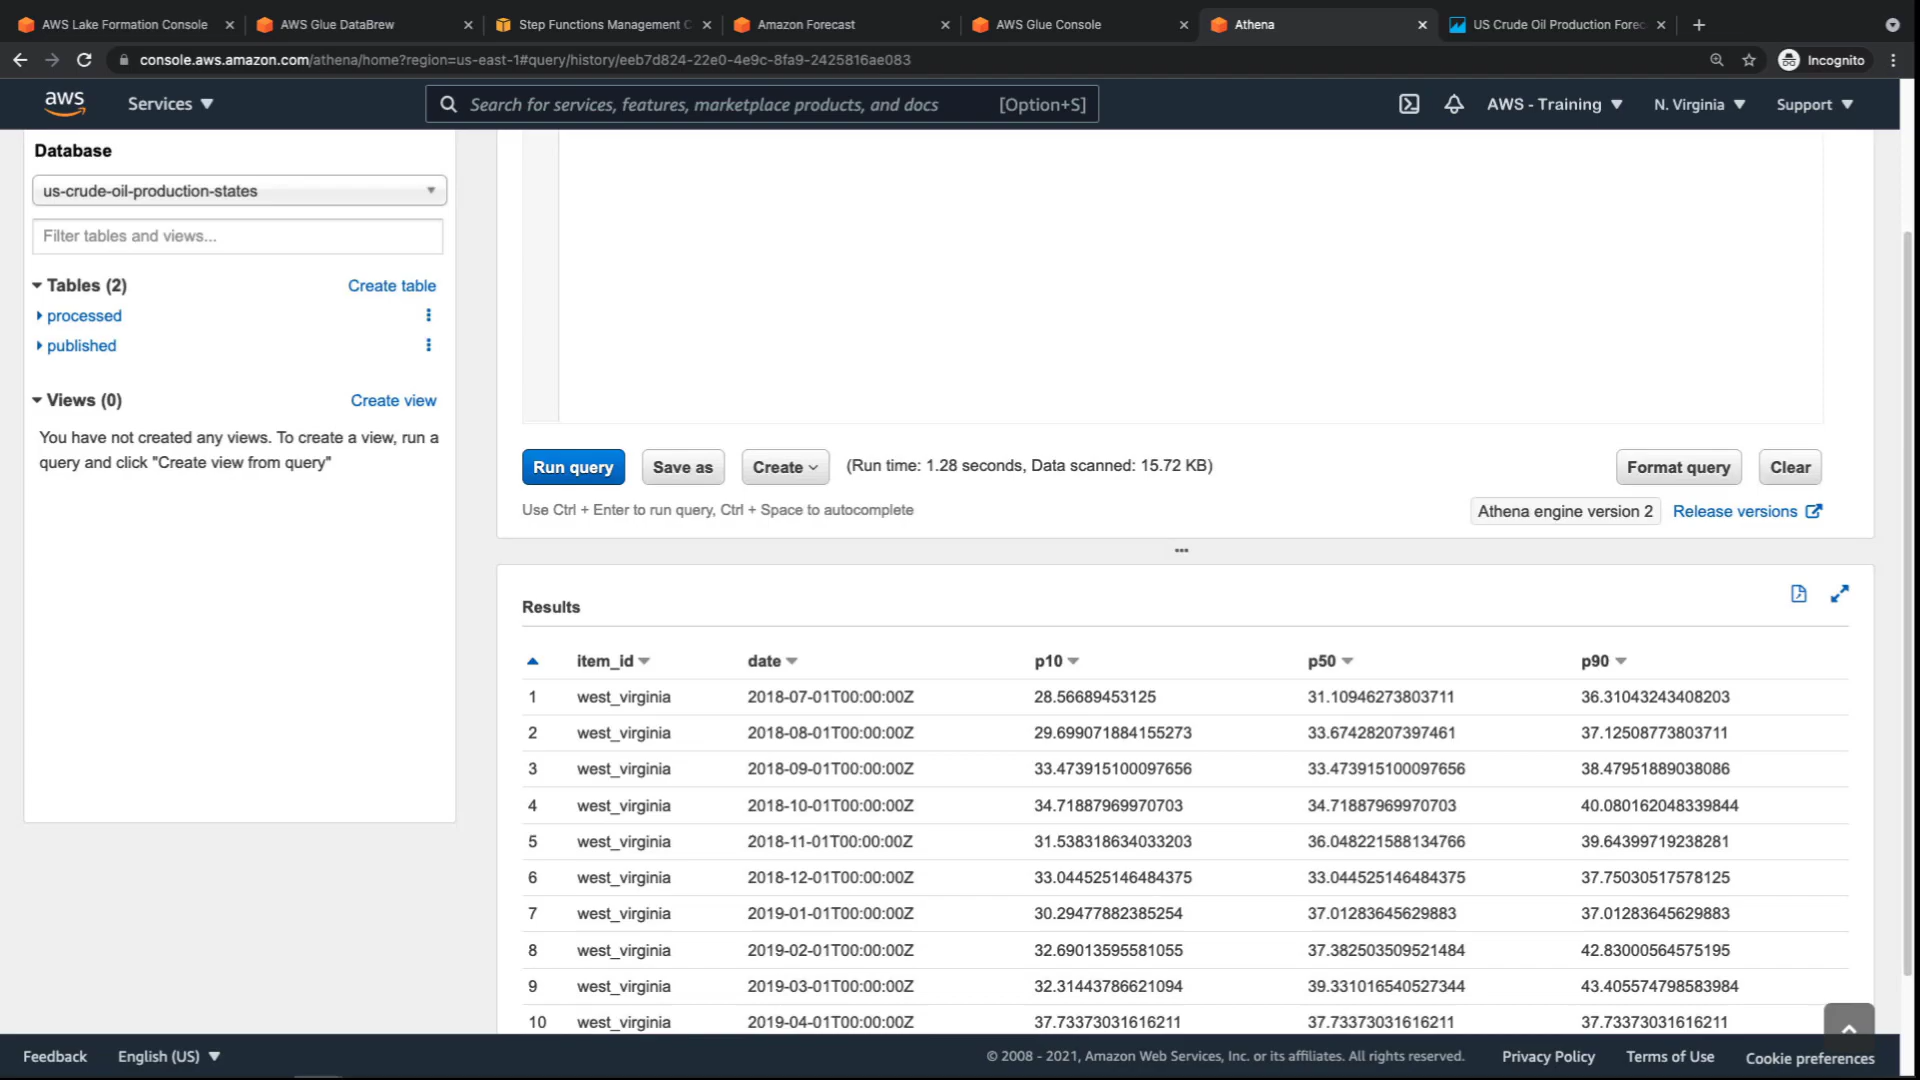 AWS Lake Formation Console
AWS Glue DataBrew
Step Functions Management C
Amazon Forecast
AWS Glue Console
Athena
US Crude Oil Production Forec
console.aws.amazon.com/athena/home?region=us-east-1#query/history/eeb7d824-22e0-4e9c-8fa9-2425816ae083
Incognito
aws
Services
Search for services, features, marketplace products, and docs
[Option+S]
AWS - Training
N. Virginia
Support
Database
us-crude-oil-production-states
Filter tables and views...
Tables (2)
Create table
processed
published
Views (0)
Create view
You have not created any views. To create a view, run a
query and click "Create view from query"
Run query
Save as
Create
(Run time: 1.28 seconds, Data scanned: 15.72 KB)
Format query
Clear
Use Ctrl + Enter to run query, Ctrl + Space to autocomplete
Athena engine version 2
Release versions
Results
item_id date p10 p50 p90
1 west_virginia 2018-07-01T00:00:00Z 28.56689453125 31.10946273803711 36.31043243408203
2 west_virginia 2018-08-01T00:00:00Z 29.699071884155273 33.67428207397461 37.12508773803711
3 west_virginia 2018-09-01T00:00:00Z 33.473915100097656 33.473915100097656 38.47951889038086
4 west_virginia 2018-10-01T00:00:00Z 34.71887969970703 34.71887969970703 40.080162048339844
5 west_virginia 2018-11-01T00:00:00Z 31.538318634033203 36.048221588134766 39.64399719238281
6 west_virginia 2018-12-01T00:00:00Z 33.044525146484375 33.044525146484375 37.75030517578125
7 west_virginia 2019-01-01T00:00:00Z 30.29477882385254 37.01283645629883 37.01283645629883
8 west_virginia 2019-02-01T00:00:00Z 32.69013595581055 37.382503509521484 42.83000564575195
9 west_virginia 2019-03-01T00:00:00Z 32.31443786621094 39.331016540527344 43.405574798583984
10 west_virginia 2019-04-01T00:00:00Z 37.73373031616211 37.73373031616211 37.73373031616211
Feedback
English (US)
© 2008 - 2021, Amazon Web Services, Inc. or its affiliates. All rights reserved.
Privacy Policy
Terms of Use
Cookie preferences